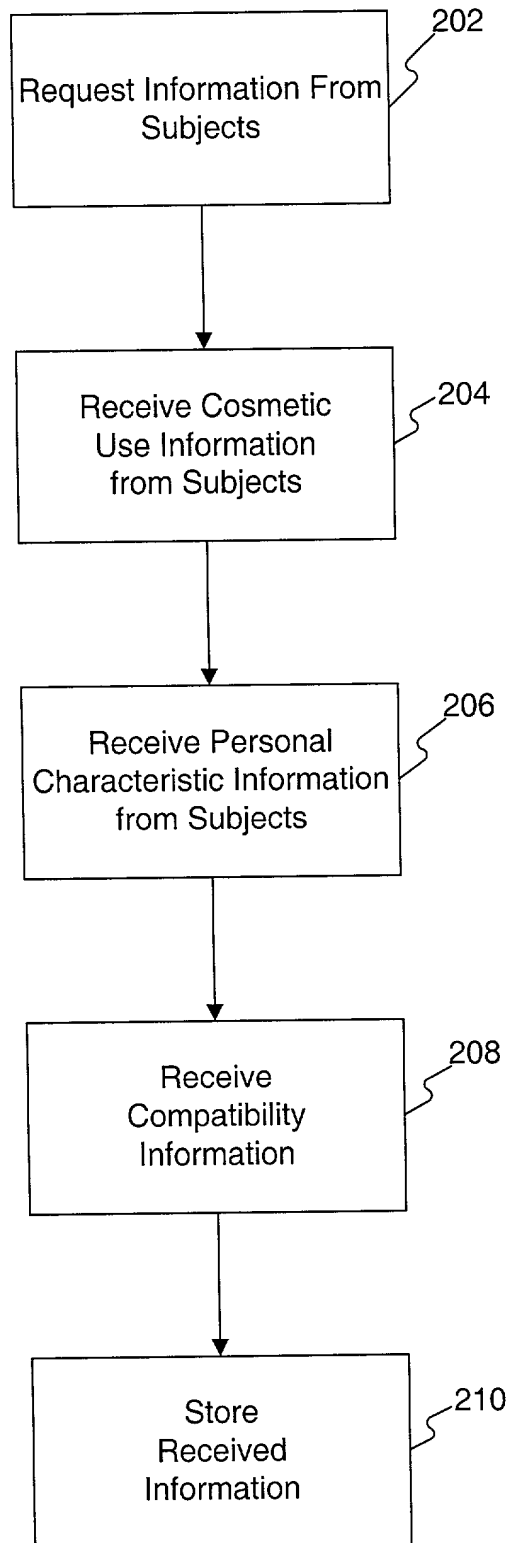 202
Request Information From
Subjects
204
Receive Cosmetic
Use Information
from Subjects
206
Receive Personal
Characteristic Information
from Subjects
208
Receive
Compatibility
Information
210
Store
Received
Information